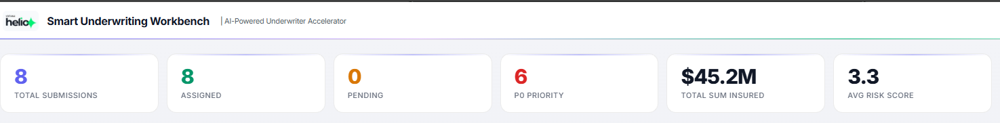 helio
Smart Underwriting Workbench | AI-Powered Underwriter Accelerator
8
TOTAL SUBMISSIONS
8
ASSIGNED
0
PENDING
6
P0 PRIORITY
$45.2M
TOTAL SUM INSURED
3.3
AVG RISK SCORE